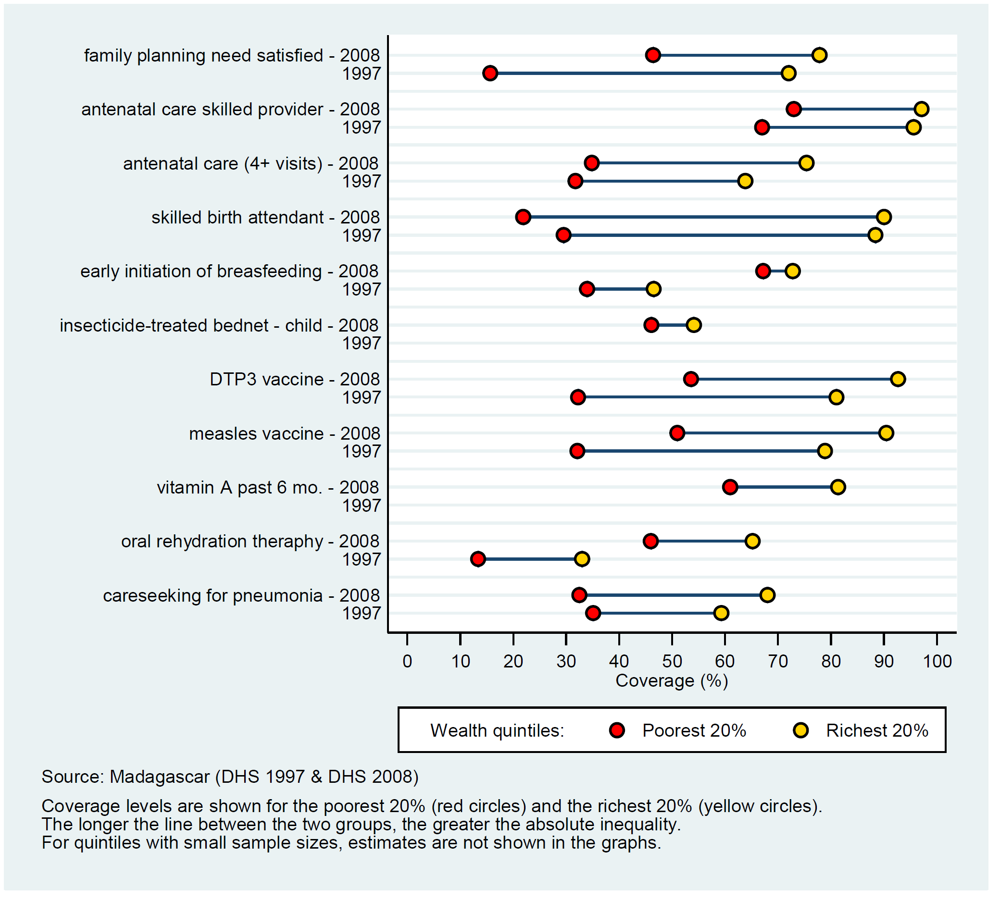 family planning need satisfied - 2008
1997
antenatal care skilled provider - 2008
1997
antenatal care (4+ visits) - 2008
1997
skilled birth attendant - 2008
1997
early initiation of breasfeeding - 2008
1997
insecticide-treated bednet - child - 2008
1997
DTP3 vaccine - 2008
1997
measles vaccine - 2008
1997
vitamin A past 6 mo. - 2008
1997
oral rehydration theraphy - 2008
1997
careseeking for pneumonia - 2008
1997
0 10 20 30 40 50 60 70 80 90 100
Coverage (%)
Wealth quintiles: Poorest 20% Richest 20%
Source: Madagascar (DHS 1997 & DHS 2008)
Coverage levels are shown for the poorest 20% (red circles) and the richest 20% (yellow circles).
The longer the line between the two groups, the greater the absolute inequality.
For quintiles with small sample sizes, estimates are not shown in the graphs.